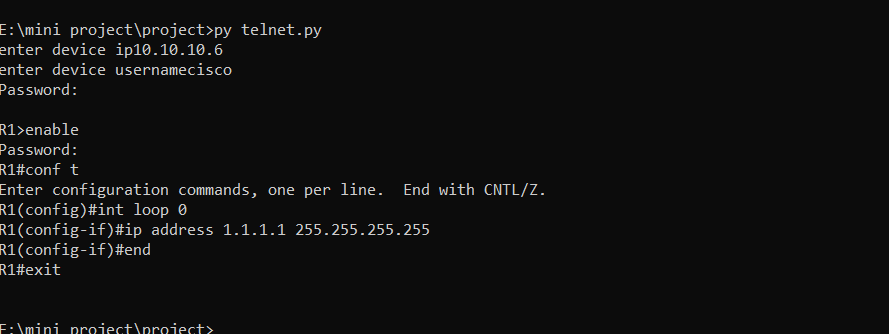 E:\mini project\project>py telnet.py
enter device ip10.10.10.6
enter device usernamecisco
Password:
R1>enable
Password:
R1#conf t
Enter configuration commands, one per line.  End with CNTL/Z.
R1(config)#int loop 0
R1(config-if)#ip address 1.1.1.1 255.255.255.255
R1(config-if)#end
R1#exit
E:\mini project\project>